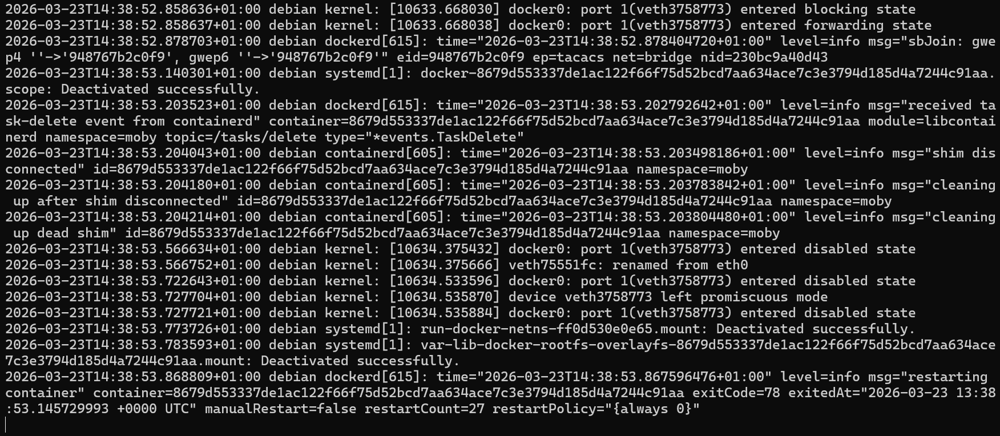 2026-03-23T14:38:52.858636+01:00 debian kernel: [10633.668030] docker0: port 1(veth3758773) entered blocking state
2026-03-23T14:38:52.858637+01:00 debian kernel: [10633.668038] docker0: port 1(veth3758773) entered forwarding state
2026-03-23T14:38:52.878703+01:00 debian dockerd[615]: time="2026-03-23T14:38:52.878404720+01:00" level=info msg="sbJoin: gwe
p4 ''->'948767b2c0f9', gwep6 ''->'948767b2c0f9'" eid=948767b2c0f9 ep=tacacs net=bridge nid=230bc9a40d43
2026-03-23T14:38:53.140301+01:00 debian systemd[1]: docker-8679d553337de1ac122f66f75d52bcd7aa634ace7c3e3794d185d4a7244c91aa.
scope: Deactivated successfully.
2026-03-23T14:38:53.203523+01:00 debian dockerd[615]: time="2026-03-23T14:38:53.202792642+01:00" level=info msg="received ta
sk-delete event from containerd" container=8679d553337de1ac122f66f75d52bcd7aa634ace7c3e3794d185d4a7244c91aa module=libcontai
nerd namespace=moby topic=/tasks/delete type="*events.TaskDelete"
2026-03-23T14:38:53.204043+01:00 debian containerd[605]: time="2026-03-23T14:38:53.203498186+01:00" level=info msg="shim dis
connected" id=8679d553337de1ac122f66f75d52bcd7aa634ace7c3e3794d185d4a7244c91aa namespace=moby
2026-03-23T14:38:53.204180+01:00 debian containerd[605]: time="2026-03-23T14:38:53.203783842+01:00" level=info msg="cleaning
 up after shim disconnected" id=8679d553337de1ac122f66f75d52bcd7aa634ace7c3e3794d185d4a7244c91aa namespace=moby
2026-03-23T14:38:53.204214+01:00 debian containerd[605]: time="2026-03-23T14:38:53.203804480+01:00" level=info msg="cleaning
 up dead shim" id=8679d553337de1ac122f66f75d52bcd7aa634ace7c3e3794d185d4a7244c91aa namespace=moby
2026-03-23T14:38:53.566634+01:00 debian kernel: [10634.375432] docker0: port 1(veth3758773) entered disabled state
2026-03-23T14:38:53.566752+01:00 debian kernel: [10634.375666] veth75551fc: renamed from eth0
2026-03-23T14:38:53.722643+01:00 debian kernel: [10634.533596] docker0: port 1(veth3758773) entered disabled state
2026-03-23T14:38:53.727704+01:00 debian kernel: [10634.535870] device veth3758773 left promiscuous mode
2026-03-23T14:38:53.727721+01:00 debian kernel: [10634.535884] docker0: port 1(veth3758773) entered disabled state
2026-03-23T14:38:53.773726+01:00 debian systemd[1]: run-docker-netns-ff0d530e0e65.mount: Deactivated successfully.
2026-03-23T14:38:53.783593+01:00 debian systemd[1]: var-lib-docker-rootfs-overlayfs-8679d553337de1ac122f66f75d52bcd7aa634ace
7c3e3794d185d4a7244c91aa.mount: Deactivated successfully.
2026-03-23T14:38:53.868809+01:00 debian dockerd[615]: time="2026-03-23T14:38:53.867596476+01:00" level=info msg="restarting 
container" container=8679d553337de1ac122f66f75d52bcd7aa634ace7c3e3794d185d4a7244c91aa exitCode=78 exitedAt="2026-03-23 13:38
:53.145729993 +0000 UTC" manualRestart=false restartCount=27 restartPolicy="{always 0}"